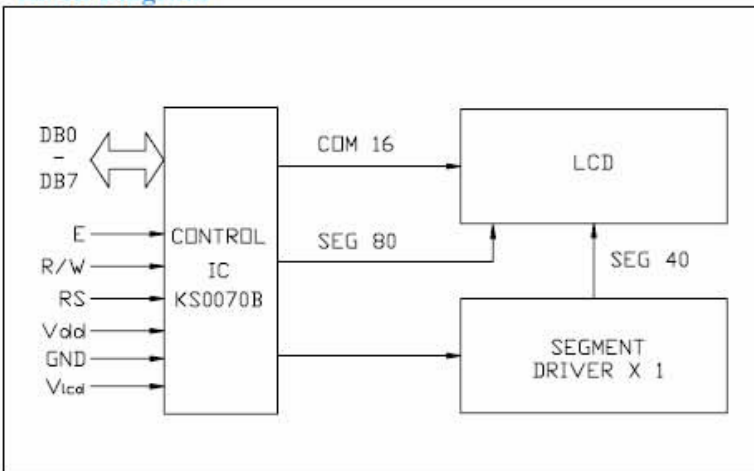 DB0
-
DB7
E
R/W
RS
Vdd
GND
Vlcd
CONTROL
IC
KS0070B
COM 16
SEG 80
LCD
SEG 40
SEGMENT
DRIVER X 1